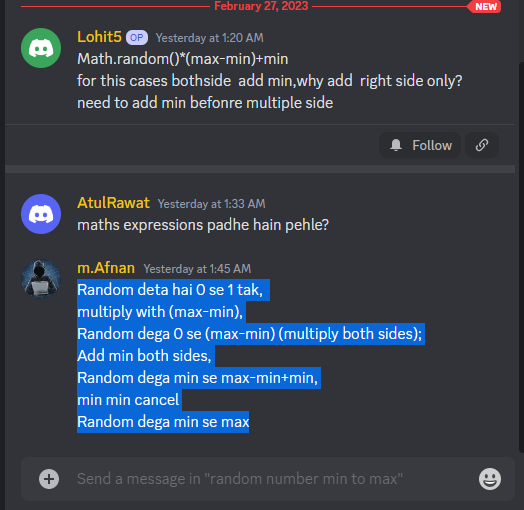 February 27, 2023 NEW
Lohit5 OP Yesterday at 1:20 AM
Math.random()*(max-min)+min
for this cases bothside add min,why add right side only?
need to add min befonre multiple side
Follow
AtulRawat Yesterday at 1:33 AM
maths expressions padhe hain pehle?
m.Afnan Yesterday at 1:45 AM
Random deta hai 0 se 1 tak,
multiply with (max-min),
Random dega 0 se (max-min) (multiply both sides);
Add min both sides,
Random dega min se max-min+min,
min min cancel
Random dega min se max
Send a message in "random number min to max"